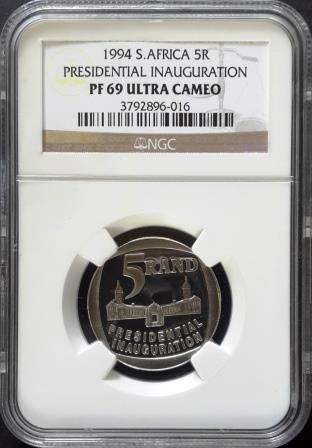 1994 S.AFRICA 5R
PRESIDENTIAL INAUGURATION
PF 69 ULTRA CAMEO
3792896-016
NGC
5 RAND
PRESIDENTIAL
INAUGURATION